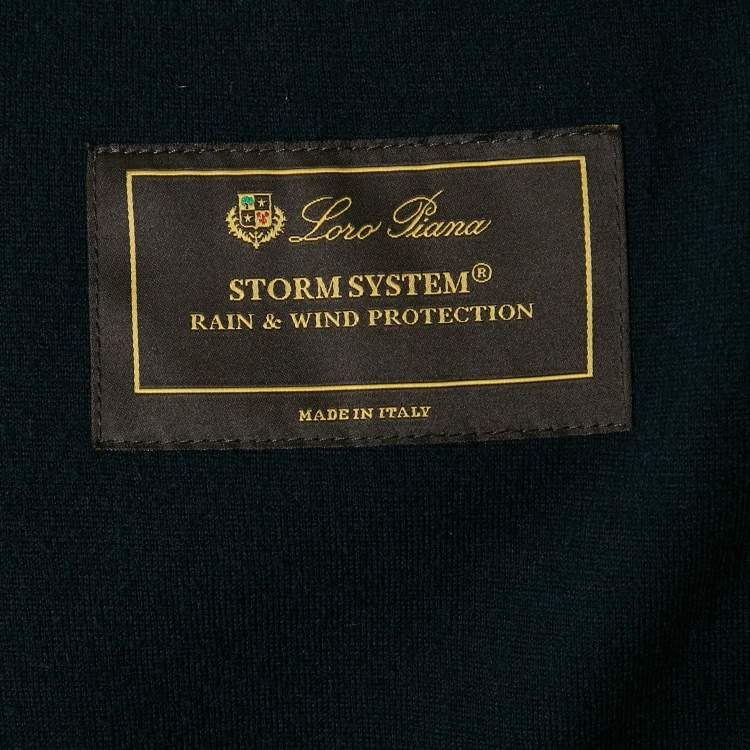 Loro Piana
STORM SYSTEM®
RAIN & WIND PROTECTION
MADE IN ITALY